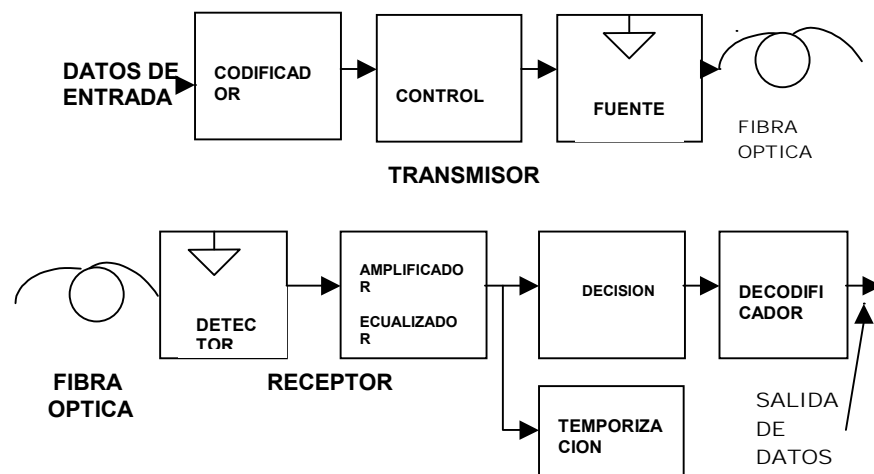 DATOS DE
ENTRADA
CODIFICAD
OR
CONTROL
FUENTE
FIBRA
OPTICA
TRANSMISOR
DETEC
TOR
AMPLIFICADO
R
ECUALIZADO
R
DECISION
DECODIFI
CADOR
FIBRA
OPTICA
RECEPTOR
TEMPORIZA
CION
SALIDA
DE
DATOS